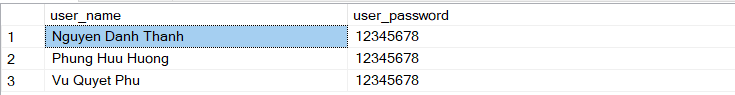 user_name user_password
1 Nguyen Danh Thanh 12345678
2 Phung Huu Huong 12345678
3 Vu Quyet Phu 12345678